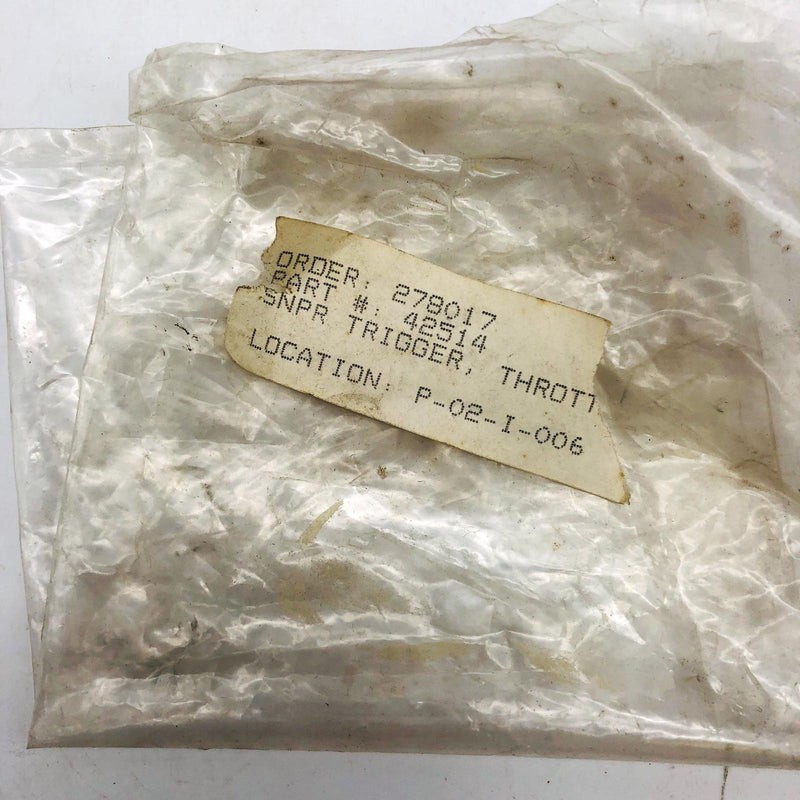 ORDER: 278017
PART #: 42514
SNPR TRIGGER, THROTT
LOCATION: P-02-I-006